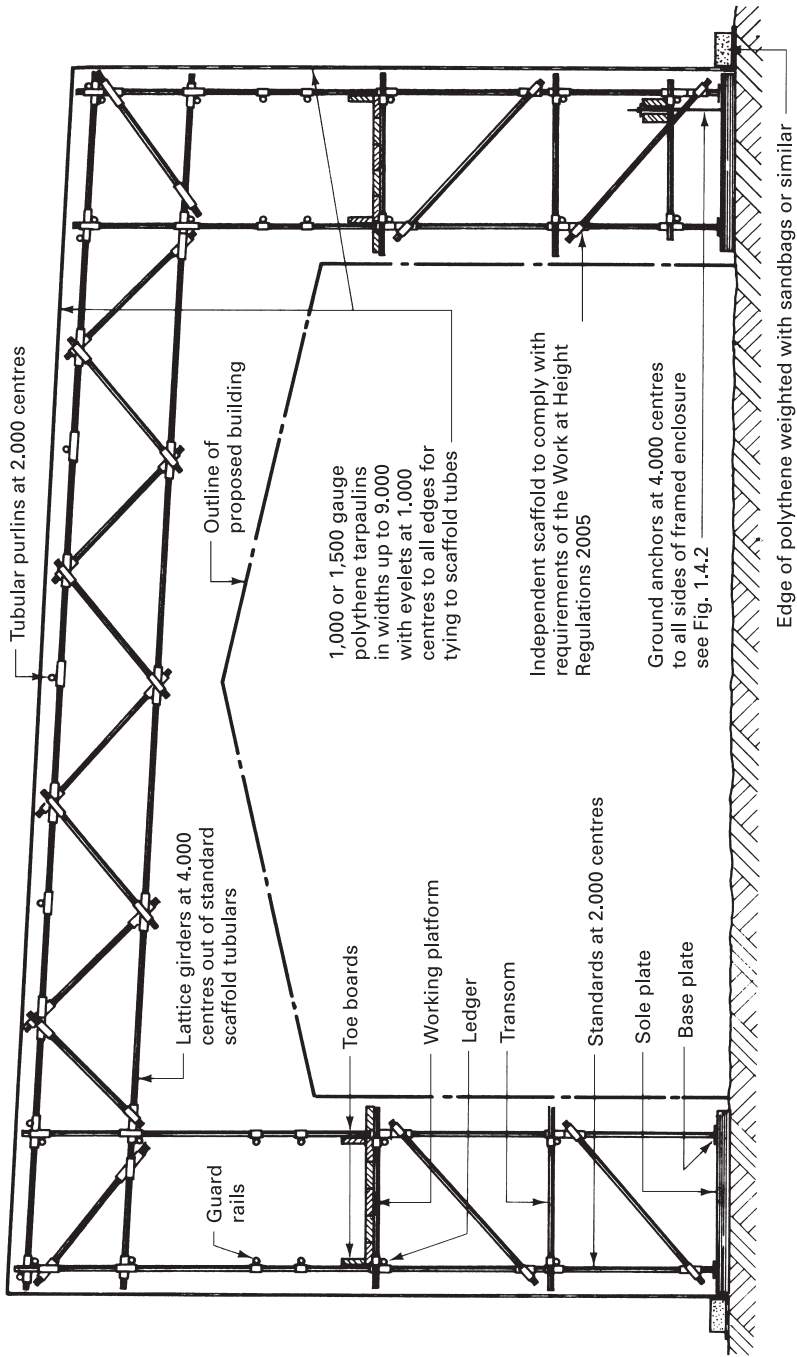 Tubular purlins at 2.000 centres
Outline of
proposed building
Lattice girders at 4.000
centres out of standard
scaffold tubulars
Guard
rails
Toe boards
Working platform
Ledger
Transom
Standards at 2.000 centres
Sole plate
Base plate
1,000 or 1,500 gauge
polythene tarpaulins
in widths up to 9.000
with eyelets at 1.000
centres to all edges for
tying to scaffold tubes
Independent scaffold to comply with
requirements of the Work at Height
Regulations 2005
Ground anchors at 4.000 centres
to all sides of framed enclosure
see Fig. 1.4.2
Edge of polythene weighted with sandbags or similar